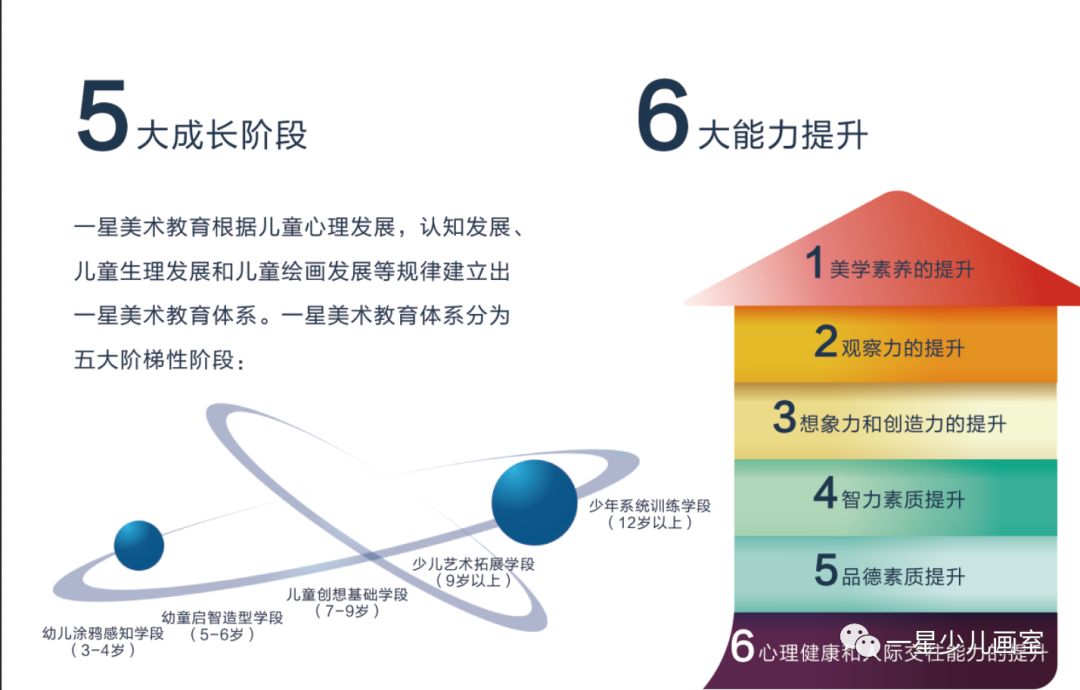 5大成长阶段
一星美术教育根据儿童心理发展，认知发展、
儿童生理发展和儿童绘画发展等规律建立出
一星美术教育体系。一星美术教育体系分为
五大阶梯性阶段：
幼儿涂鸦感知学段
（3-4岁）
幼童启智造型学段
（5-6岁）
儿童创想基础学段
（7-9岁）
少儿艺术拓展学段
（9岁以上）
少年系统训练学段
（12岁以上）
6大能力提升
1美学素养的提升
2观察力的提升
3想象力和创造力的提升
4智力素质提升
5品德素质提升
6心理健康和人际交往能力的提升
一星少儿画室